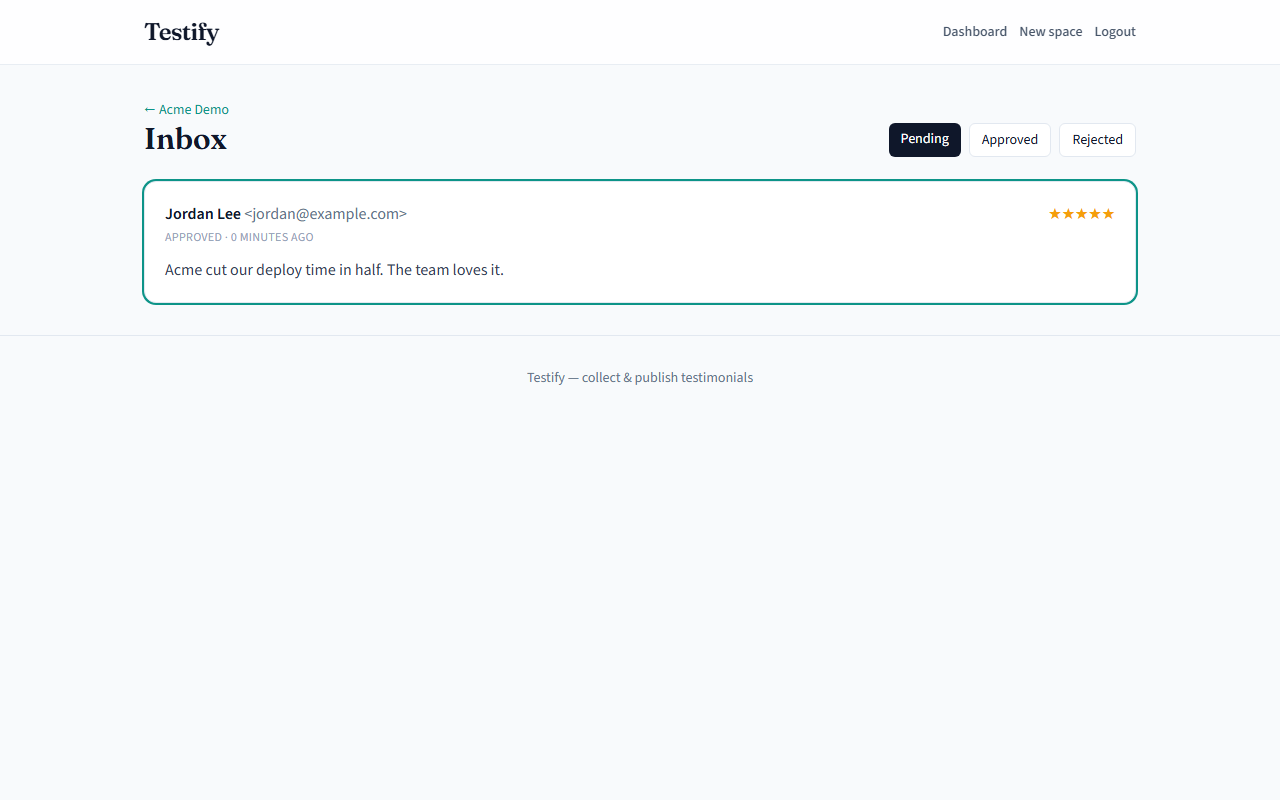 Testify
Dashboard New space Logout
← Acme Demo
Inbox
Pending Approved Rejected
Jordan Lee <jordan@example.com> ★★★★★
APPROVED · 0 MINUTES AGO
Acme cut our deploy time in half. The team loves it.
Testify — collect & publish testimonials